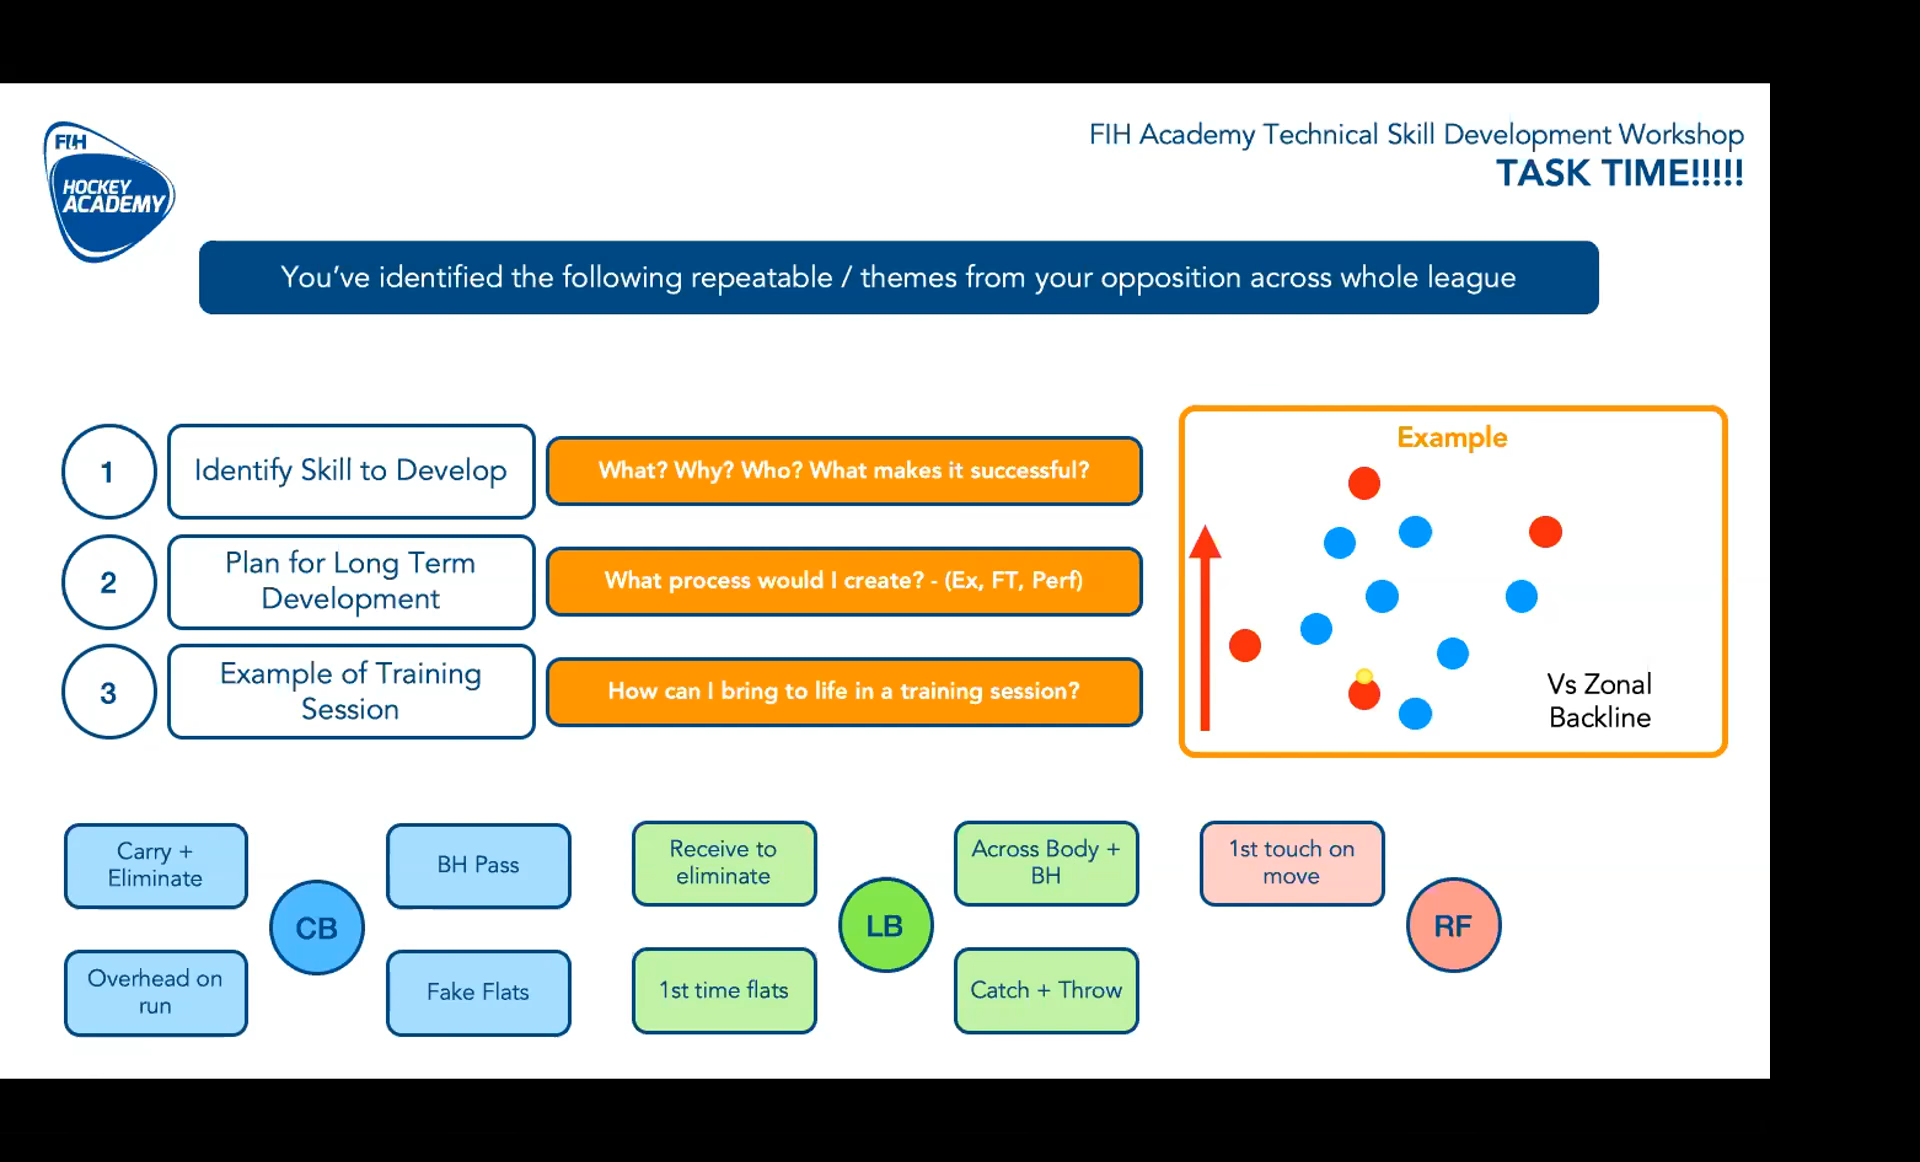 FIH
HOCKEY
ACADEMY
FIH Academy Technical Skill Development Workshop
TASK TIME!!!!!
You've identified the following repeatable / themes from your opposition across whole league
1
Identify Skill to Develop
What? Why? Who? What makes it successful?
2
Plan for Long Term
Development
What process would I create? - (Ex, FT, Perf)
3
Example of Training
Session
How can I bring to life in a training session?
Example
Vs Zonal
Backline
Carry +
Eliminate
BH Pass
CB
Overhead on
run
Fake Flats
Receive to
eliminate
Across Body +
BH
LB
1st time flats
Catch + Throw
1st touch on
move
RF